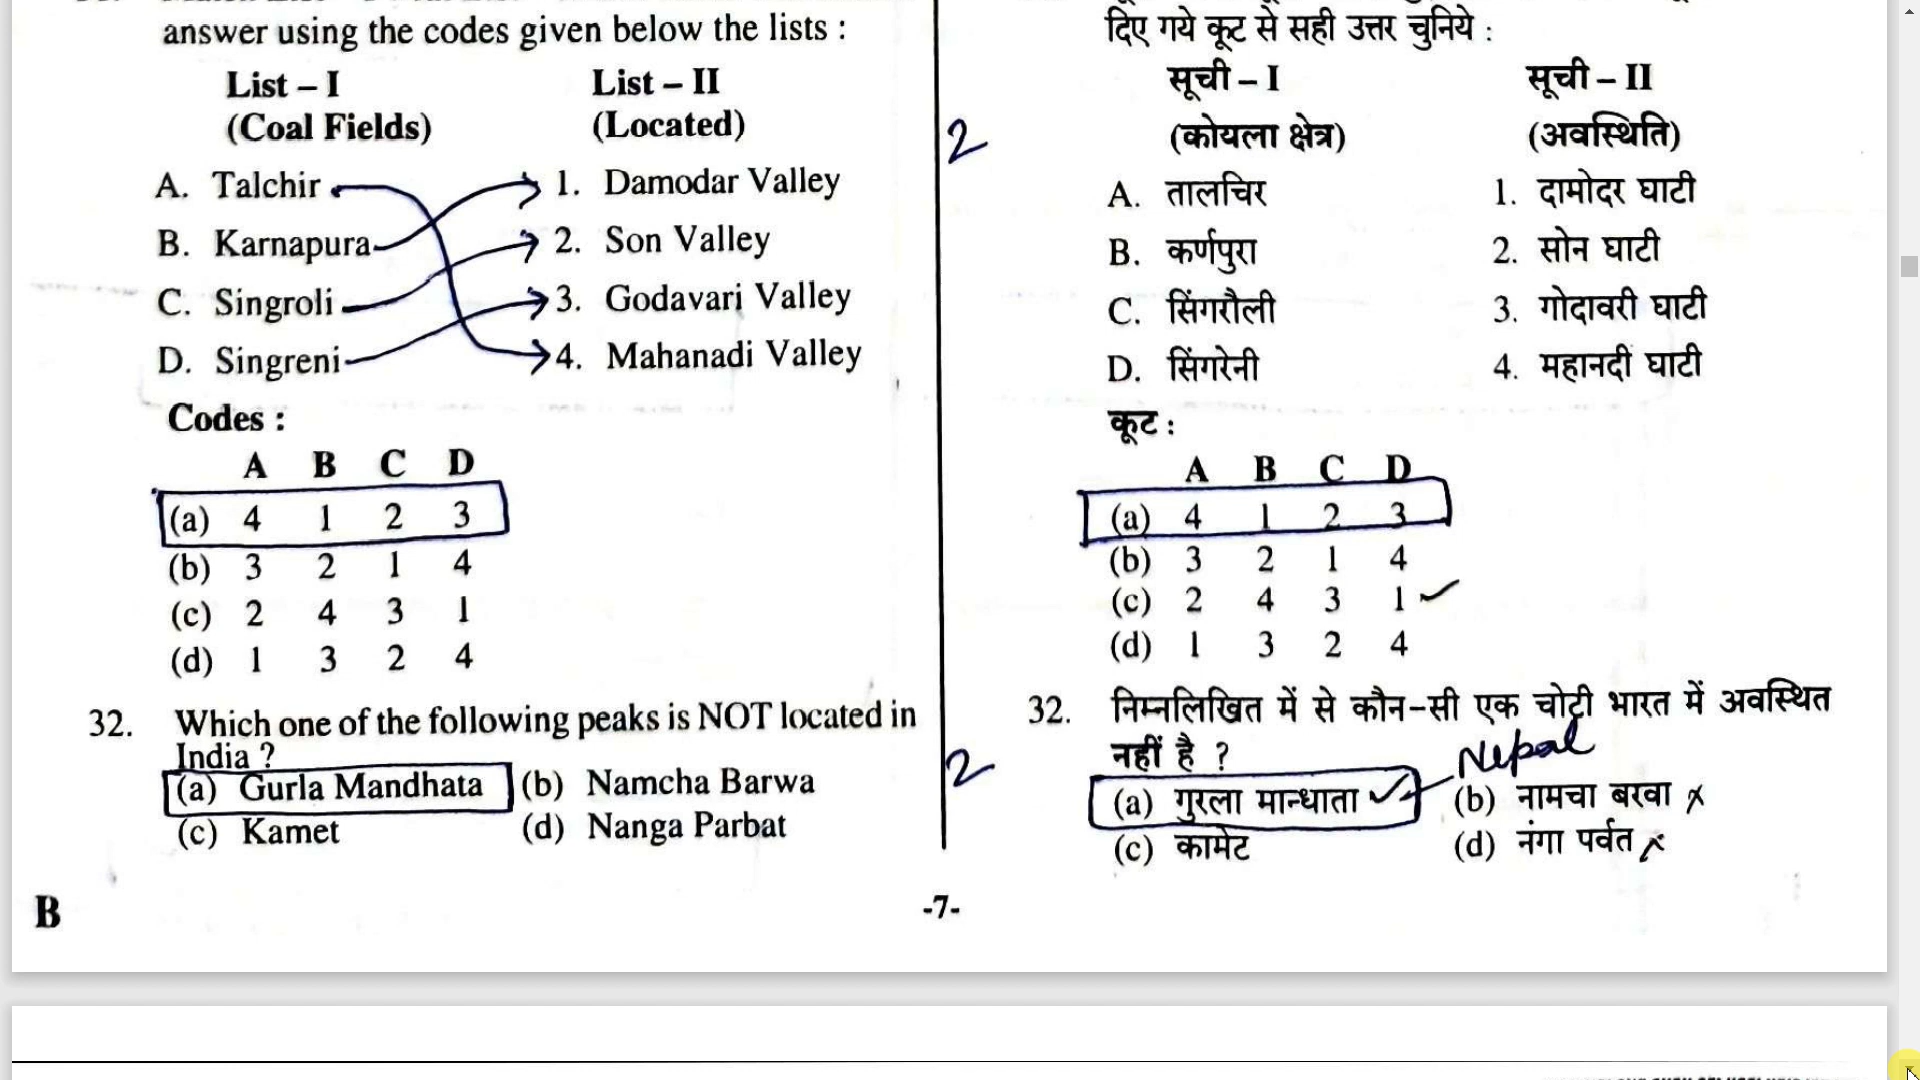 answer using the codes given below the lists :
List – I List – II
(Coal Fields) (Located)
A. Talchir 1. Damodar Valley
B. Karnapura 2. Son Valley
C. Singroli 3. Godavari Valley
D. Singreni 4. Mahanadi Valley
Codes :
A B C D
(a) 4 1 2 3
(b) 3 2 1 4
(c) 2 4 3 1
(d) 1 3 2 4
32. Which one of the following peaks is NOT located in
India ?
(a) Gurla Mandhata (b) Namcha Barwa
(c) Kamet (d) Nanga Parbat
2
2
दिए गये कूट से सही उत्तर चुनिये :
सूची – I सूची – II
(कोयला क्षेत्र) (अवस्थिति)
A. तालचिर 1. दामोदर घाटी
B. कर्णपुरा 2. सोन घाटी
C. सिंगरौली 3. गोदावरी घाटी
D. सिंगरेनी 4. महानदी घाटी
कूट :
A B C D
(a) 4 1 2 3
(b) 3 2 1 4
(c) 2 4 3 1
(d) 1 3 2 4
32. निम्नलिखित में से कौन-सी एक चोटी भारत में अवस्थित
नहीं है ?
Nepal
(a) गुरला मान्धाता (b) नामचा बरवा
(c) कामेट (d) नंगा पर्वत
B -7-